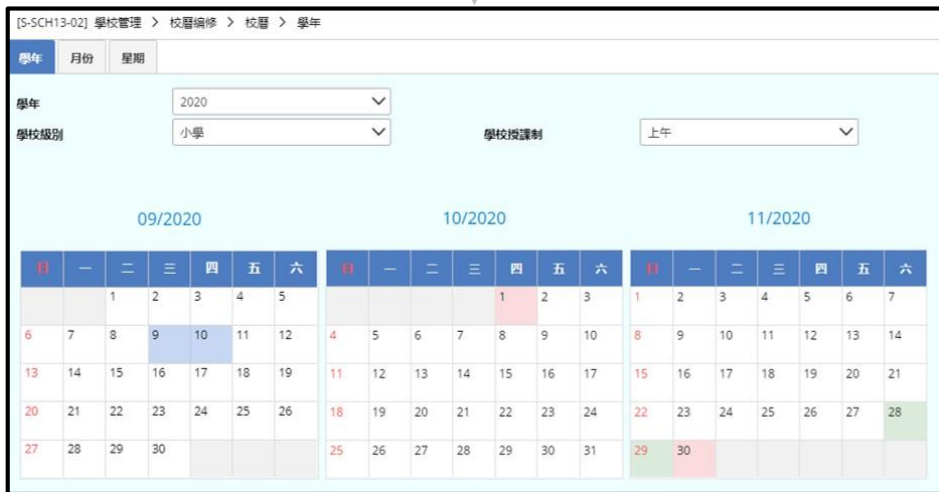 [S-SCH13-02] 學校管理 > 校曆編修 > 校曆 > 學年
學年 月份 星期
學年 2020
學校級別 小學 學校授課制 上午
09/2020 10/2020 11/2020
日 一 二 三 四 五 六 日 一 二 三 四 五 六 日 一 二 三 四 五 六
1 2 3 4 5 1 2 3 1 2 3 4 5 6 7
6 7 8 9 10 11 12 4 5 6 7 8 9 10 8 9 10 11 12 13 14
13 14 15 16 17 18 19 11 12 13 14 15 16 17 15 16 17 18 19 20 21
20 21 22 23 24 25 26 18 19 20 21 22 23 24 22 23 24 25 26 27 28
27 28 29 30 25 26 27 28 29 30 31 29 30